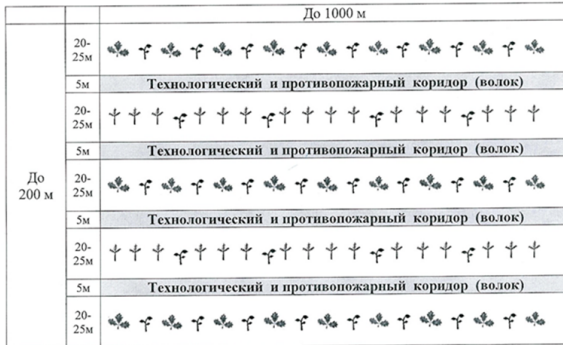 До 1000 м
20-
25м
5м Технологический и противопожарный коридор (волок)
20-
25м
5м Технологический и противопожарный коридор (волок)
До
200 м
20-
25м
5м Технологический и противопожарный коридор (волок)
20-
25м
5м Технологический и противопожарный коридор (волок)
20-
25м